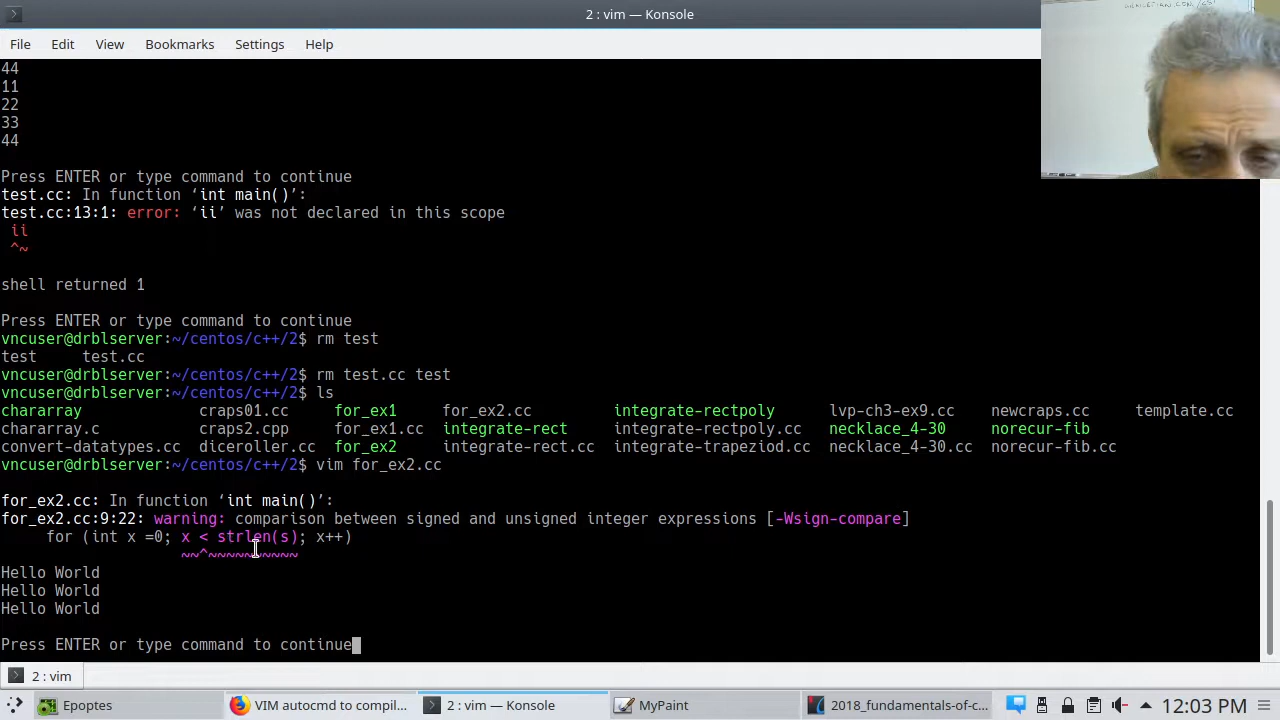 2 : vim — Konsole
File Edit View Bookmarks Settings Help
44
11
22
33
44
Press ENTER or type command to continue
test.cc: In function ‘int main()’:
test.cc:13:1: error: ‘ii’ was not declared in this scope
ii
^~
shell returned 1
Press ENTER or type command to continue
vncuser@drblserver:~/centos/c++/2$ rm test
test test.cc
vncuser@drblserver:~/centos/c++/2$ rm test.cc test
vncuser@drblserver:~/centos/c++/2$ ls
chararray craps01.cc for_ex1 for_ex2.cc integrate-rectpoly lvp-ch3-ex9.cc newcraps.cc template.cc
chararray.c craps2.cpp for_ex1.cc integrate-rect integrate-rectpoly.cc necklace_4-30 norecur-fib
convert-datatypes.cc diceroller.cc for_ex2 integrate-rect.cc integrate-trapeziod.cc necklace_4-30.cc norecur-fib.cc
vncuser@drblserver:~/centos/c++/2$ vim for_ex2.cc
for_ex2.cc: In function ‘int main()’:
for_ex2.cc:9:22: warning: comparison between signed and unsigned integer expressions [-Wsign-compare]
for (int x =0; x < strlen(s); x++)
~~^~~~~~~~~~~
Hello World
Hello World
Hello World
Press ENTER or type command to continue
2 : vim
Epoptes VIM autocmd to compil... 2 : vim — Konsole MyPaint 2018_fundamentals-of-c... 12:03 PM